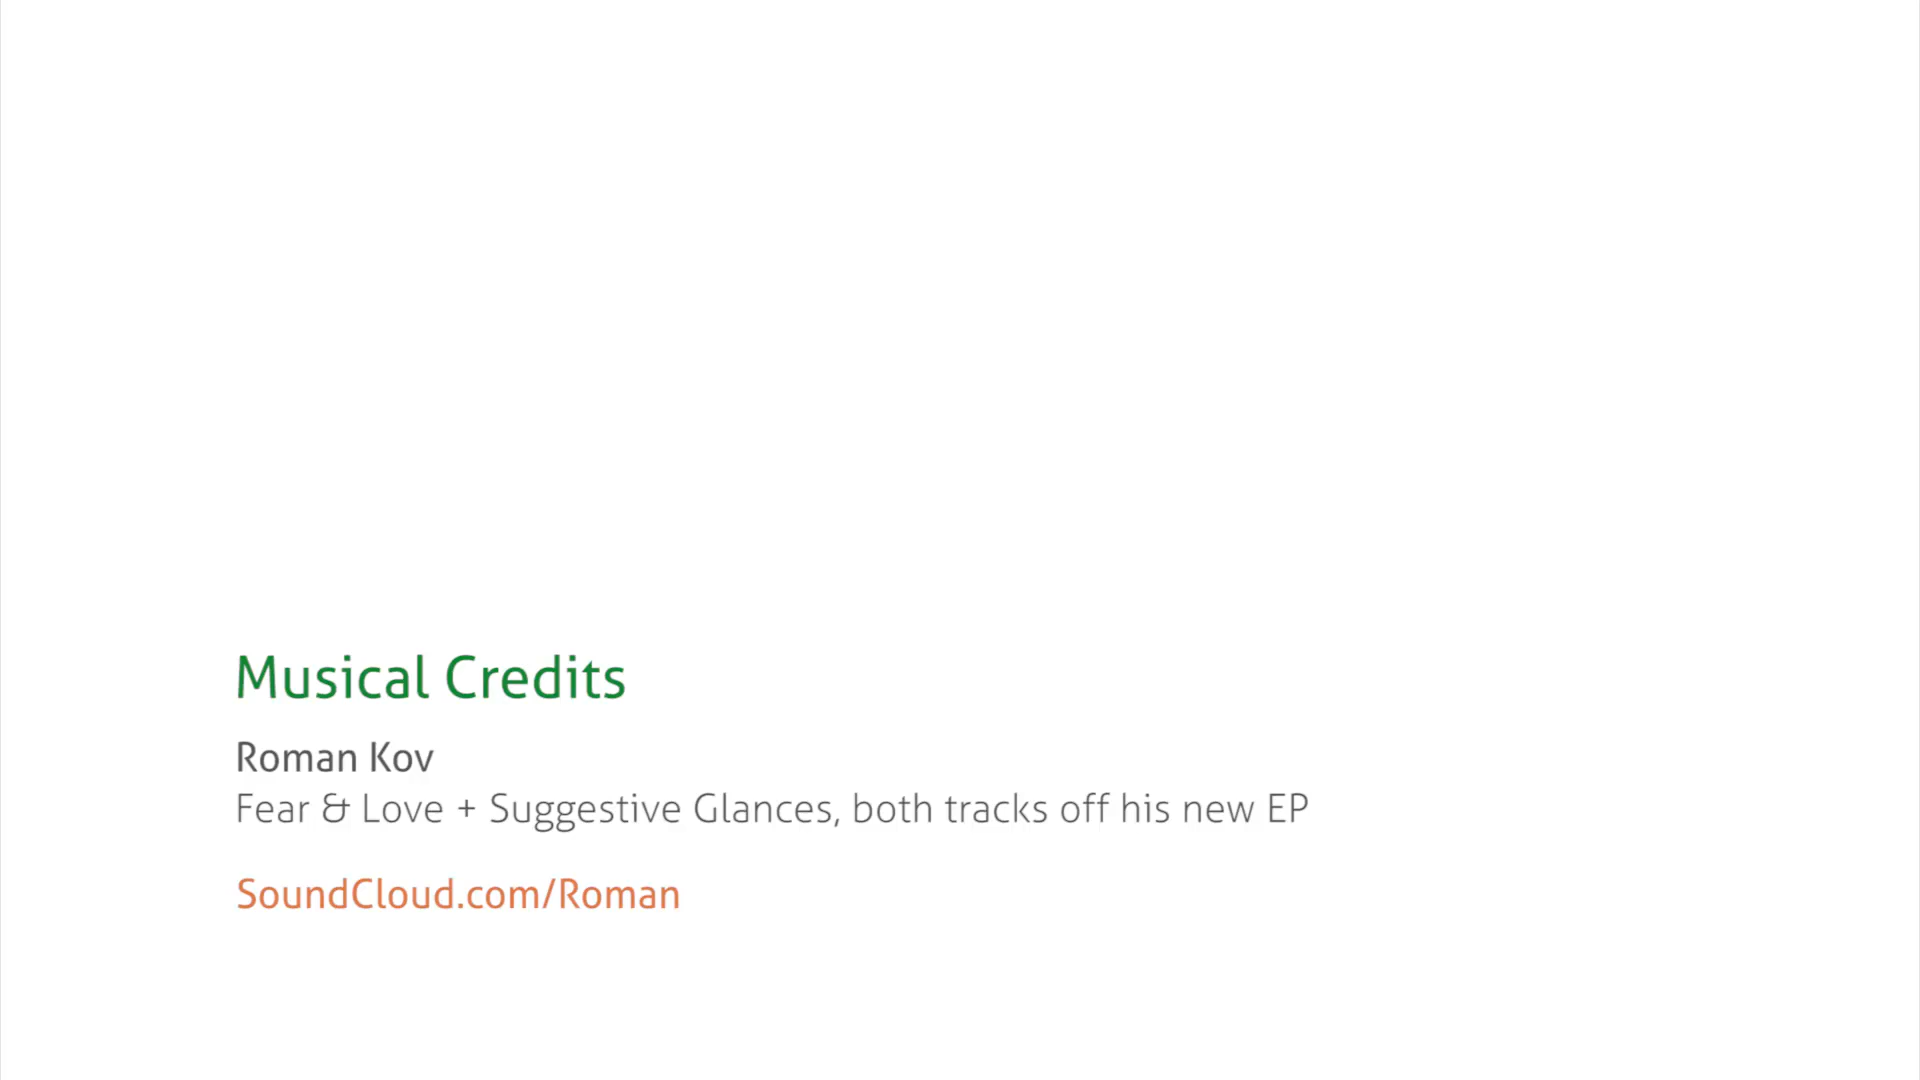 Musical Credits
Roman Kov
Fear & Love + Suggestive Glances, both tracks off his new EP
SoundCloud.com/Roman